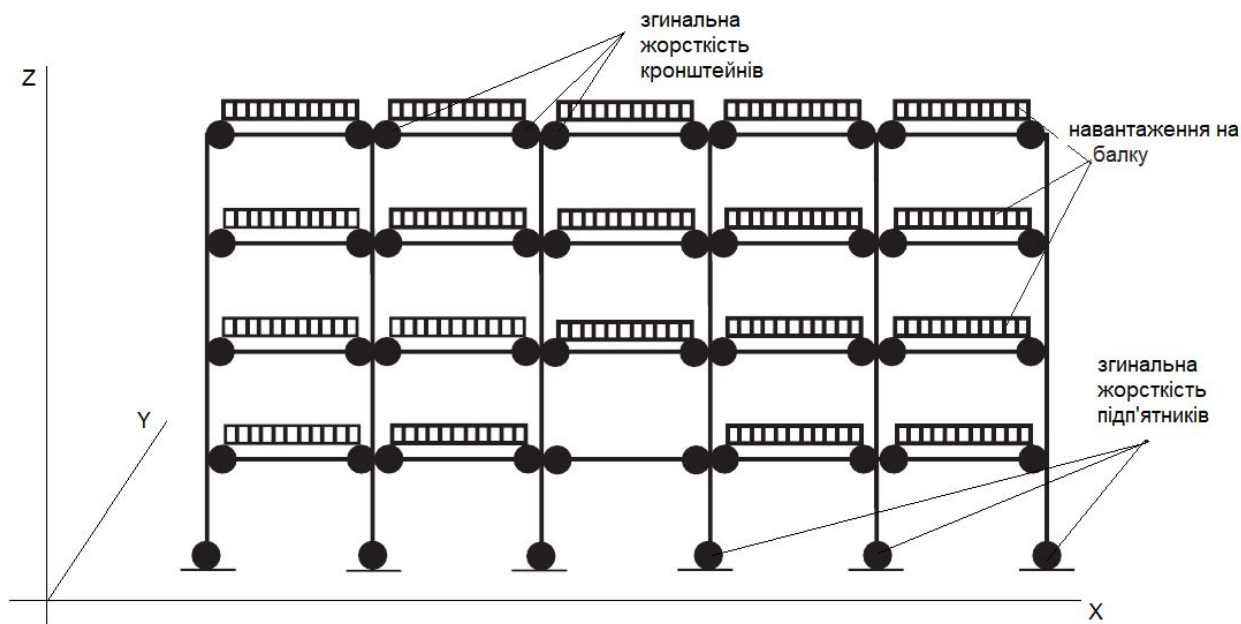 згинальна
жорсткість
кронштейнів
Z
навантаження на
балку
згинальна
жорсткість
підп'ятників
Y
X